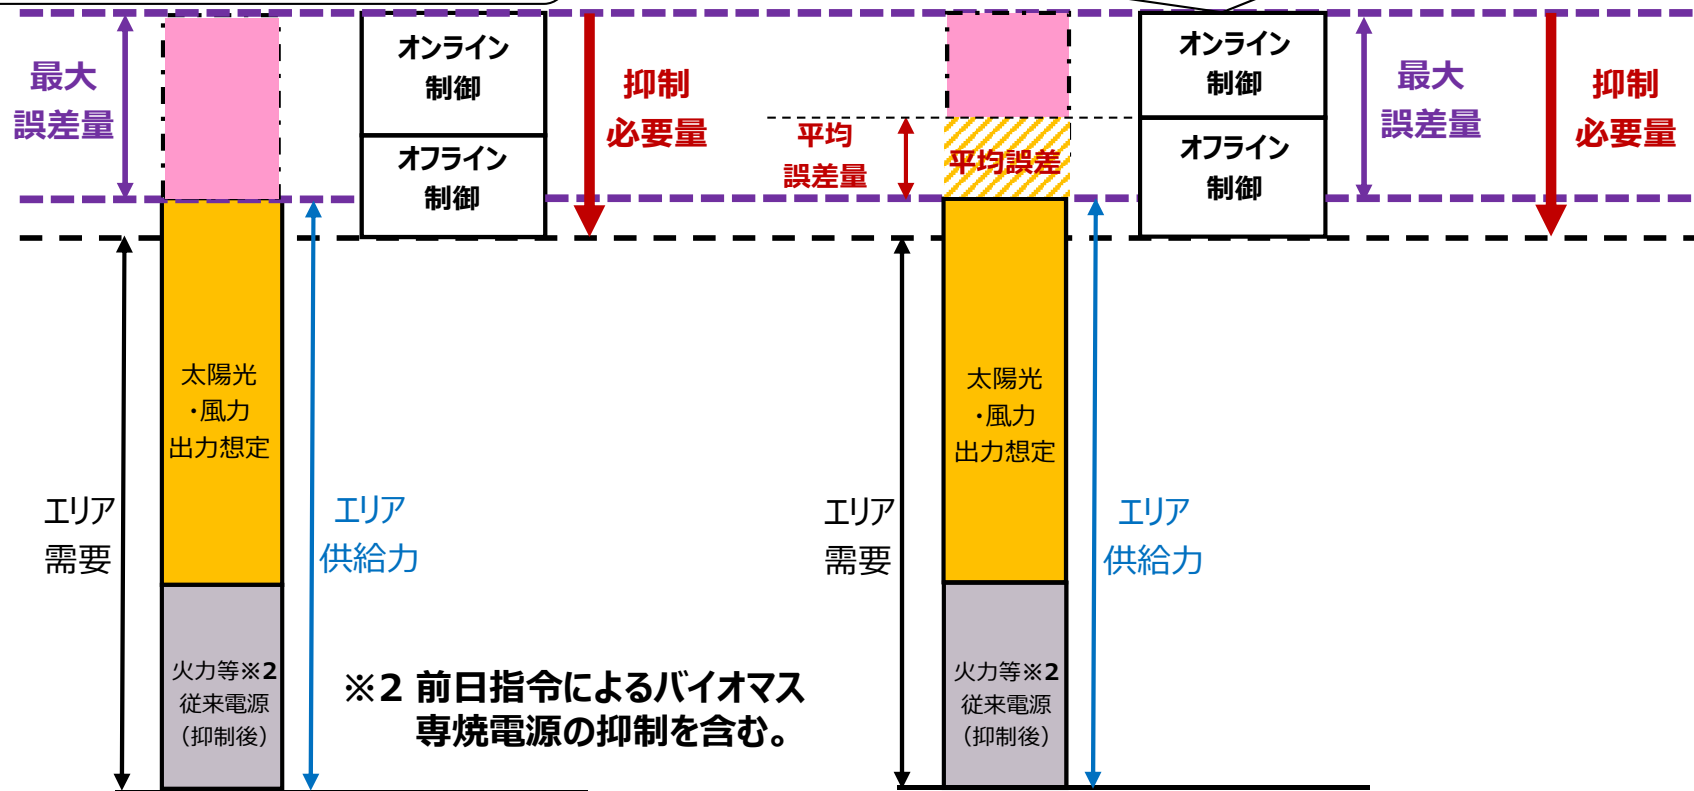 最大
誤差量
オンライン
制御
オフライン
制御
抑制
必要量
太陽光
・風力
出力想定
エリア
需要
エリア
供給力
火力等※2
従来電源
（抑制後）
※2 前日指令によるバイオマス
専焼電源の抑制を含む。
平均
誤差量
平均誤差
オンライン
制御
オフライン
制御
最大
誤差量
抑制
必要量
太陽光
・風力
出力想定
エリア
需要
エリア
供給力
火力等※2
従来電源
（抑制後）